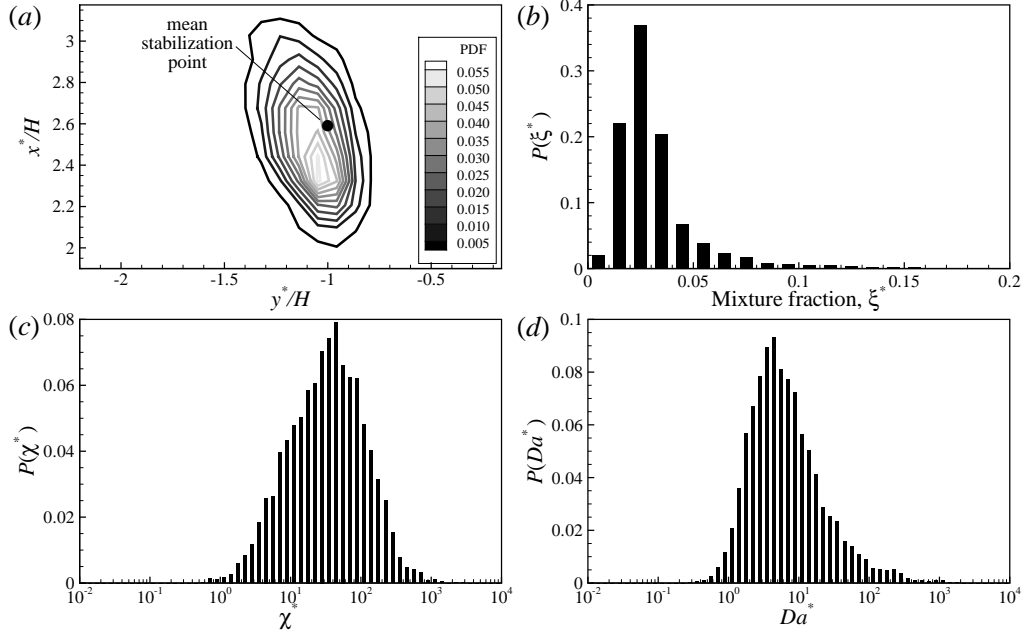 (a)
mean
stabilization
point
PDF
0.055
0.050
0.045
0.040
0.035
0.030
0.025
0.020
0.015
0.010
0.005
x*/H
3
2.8
2.6
2.4
2.2
2
-2
-1.5
-1
-0.5
y*/H
(b)
P(ξ*)
0.4
0.3
0.2
0.1
0
0
0.05
0.1
0.15
0.2
Mixture fraction, ξ*
(c)
P(χ*)
0.08
0.06
0.04
0.02
0
10⁻² 10⁻¹ 10⁰ 10¹ 10² 10³ 10⁴
χ*
(d)
P(Da*)
0.1
0.08
0.06
0.04
0.02
0
10⁻² 10⁻¹ 10⁰ 10¹ 10² 10³ 10⁴
Da*